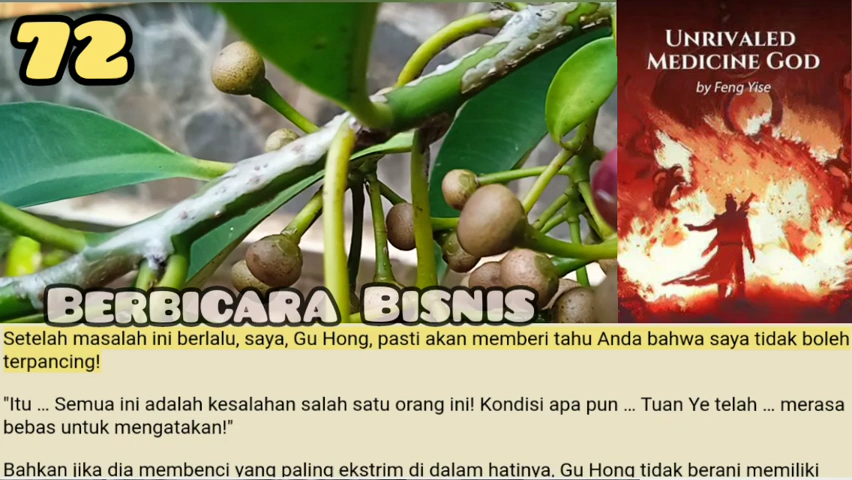 72
UNRIVALED
MEDICINE GOD
by Feng Yise
BERBICARA BISNIS
Setelah masalah ini berlalu, saya, Gu Hong, pasti akan memberi tahu Anda bahwa saya tidak boleh
terpancing!
"Itu ... Semua ini adalah kesalahan salah satu orang ini! Kondisi apa pun ... Tuan Ye telah ... merasa
bebas untuk mengatakan!"
Bahkan jika dia membenci yang paling ekstrim di dalam hatinya, Gu Hong tidak berani memiliki